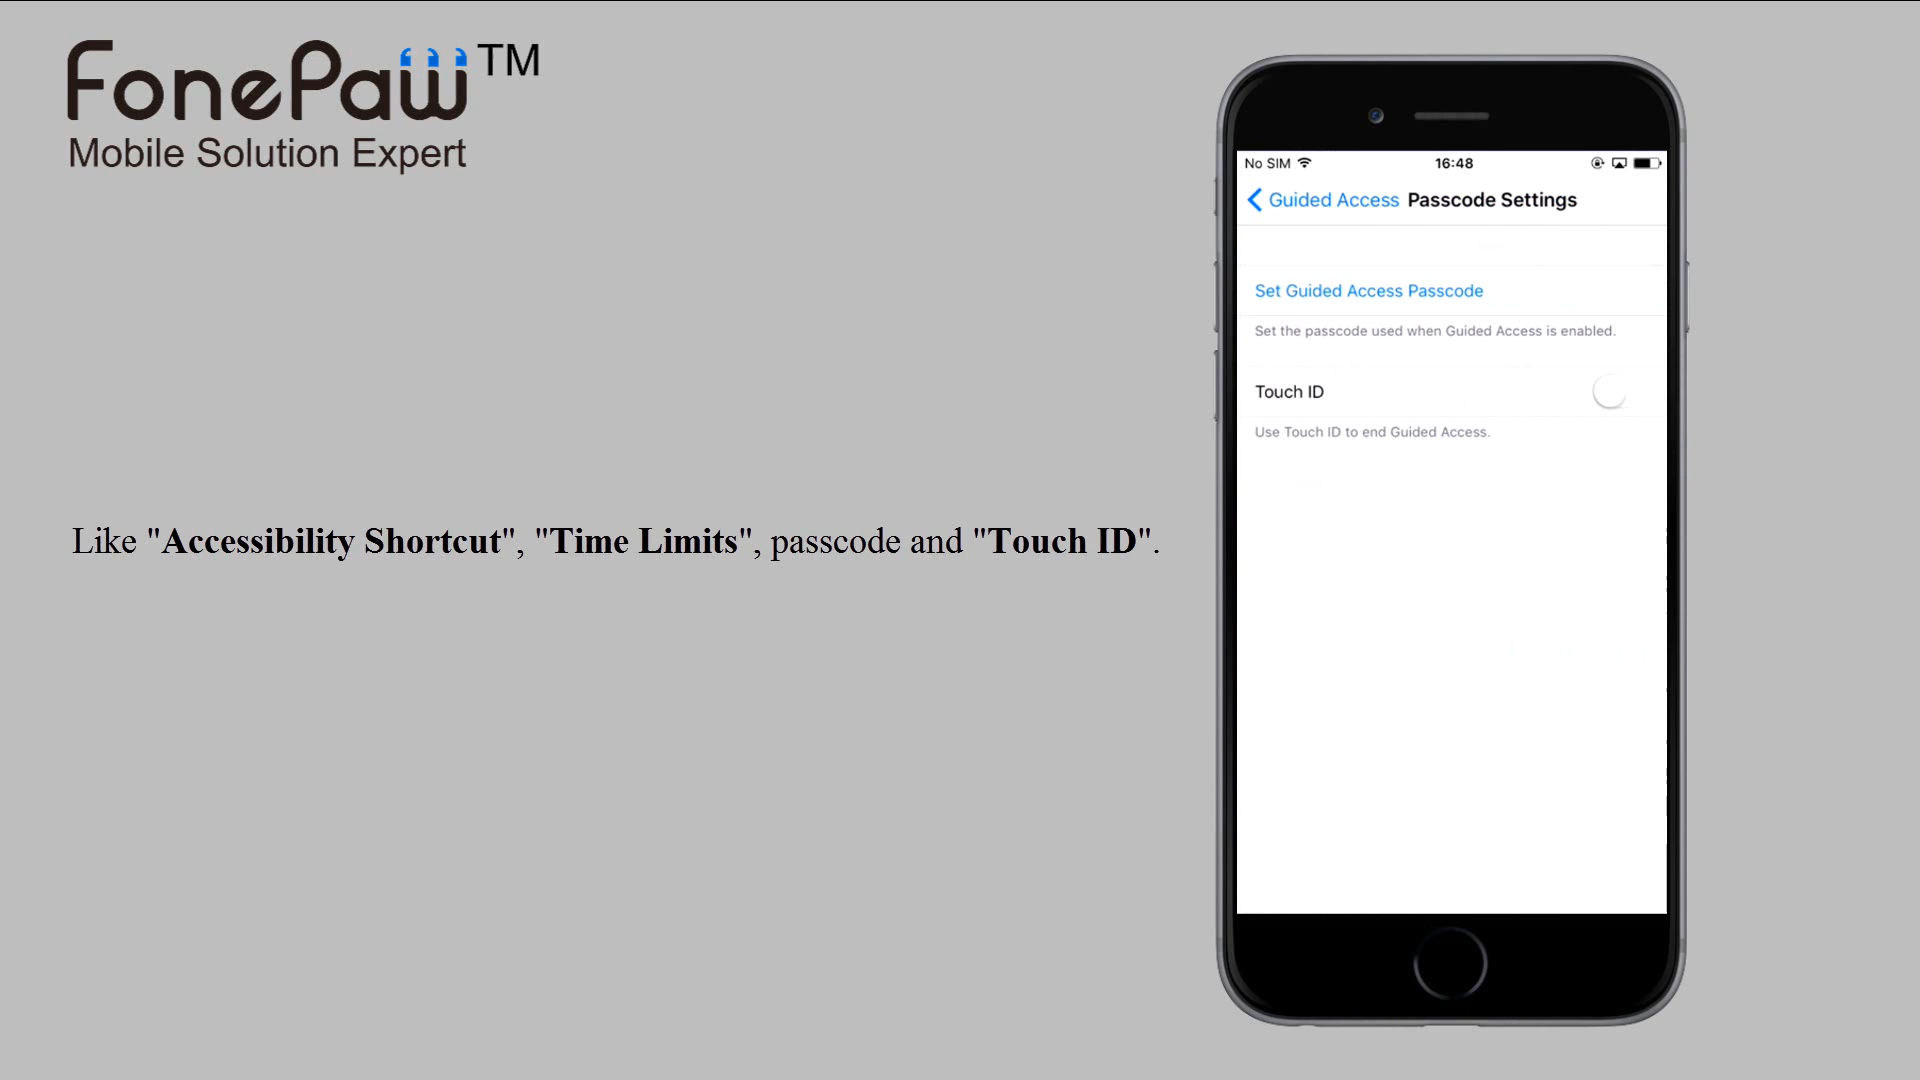 FonePaw™
Mobile Solution Expert
No SIM
16:48
Guided Access Passcode Settings
Set Guided Access Passcode
Set the passcode used when Guided Access is enabled.
Touch ID
Use Touch ID to end Guided Access.
Like "Accessibility Shortcut", "Time Limits", passcode and "Touch ID".